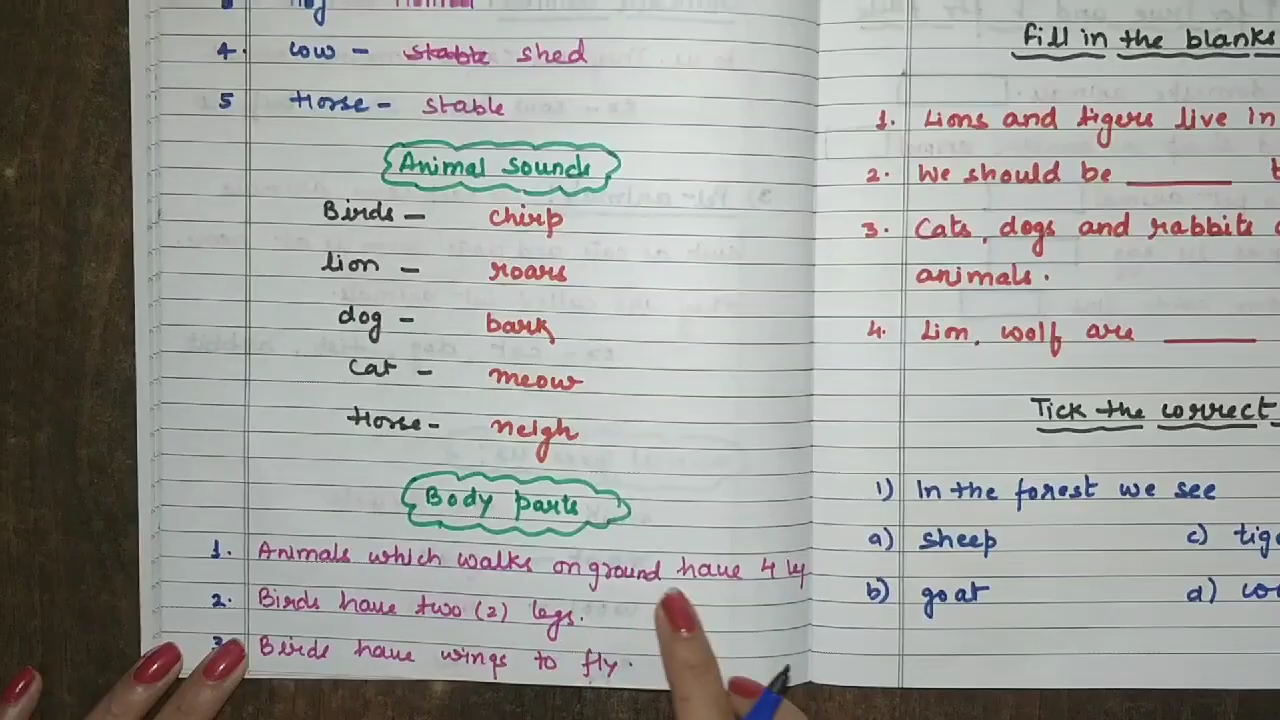 4. Cow - shed
5 Horse - stable
Animal Sounds
Birds - chirp
Lion - roars
dog - bark
Cat - meow
Horse - neigh
Body parts
1. Animals which walks on ground have 4
2. Birds have two (2) legs.
3. Birds have wings to fly.
Fill in the blanks
1. Lions and tigers live in
2. We should be ______
3. Cats, dogs and rabbits
animals.
4. Lion, wolf are ______
Tick the correct
1) In the forest we see
a) sheep c)
b) goat d)